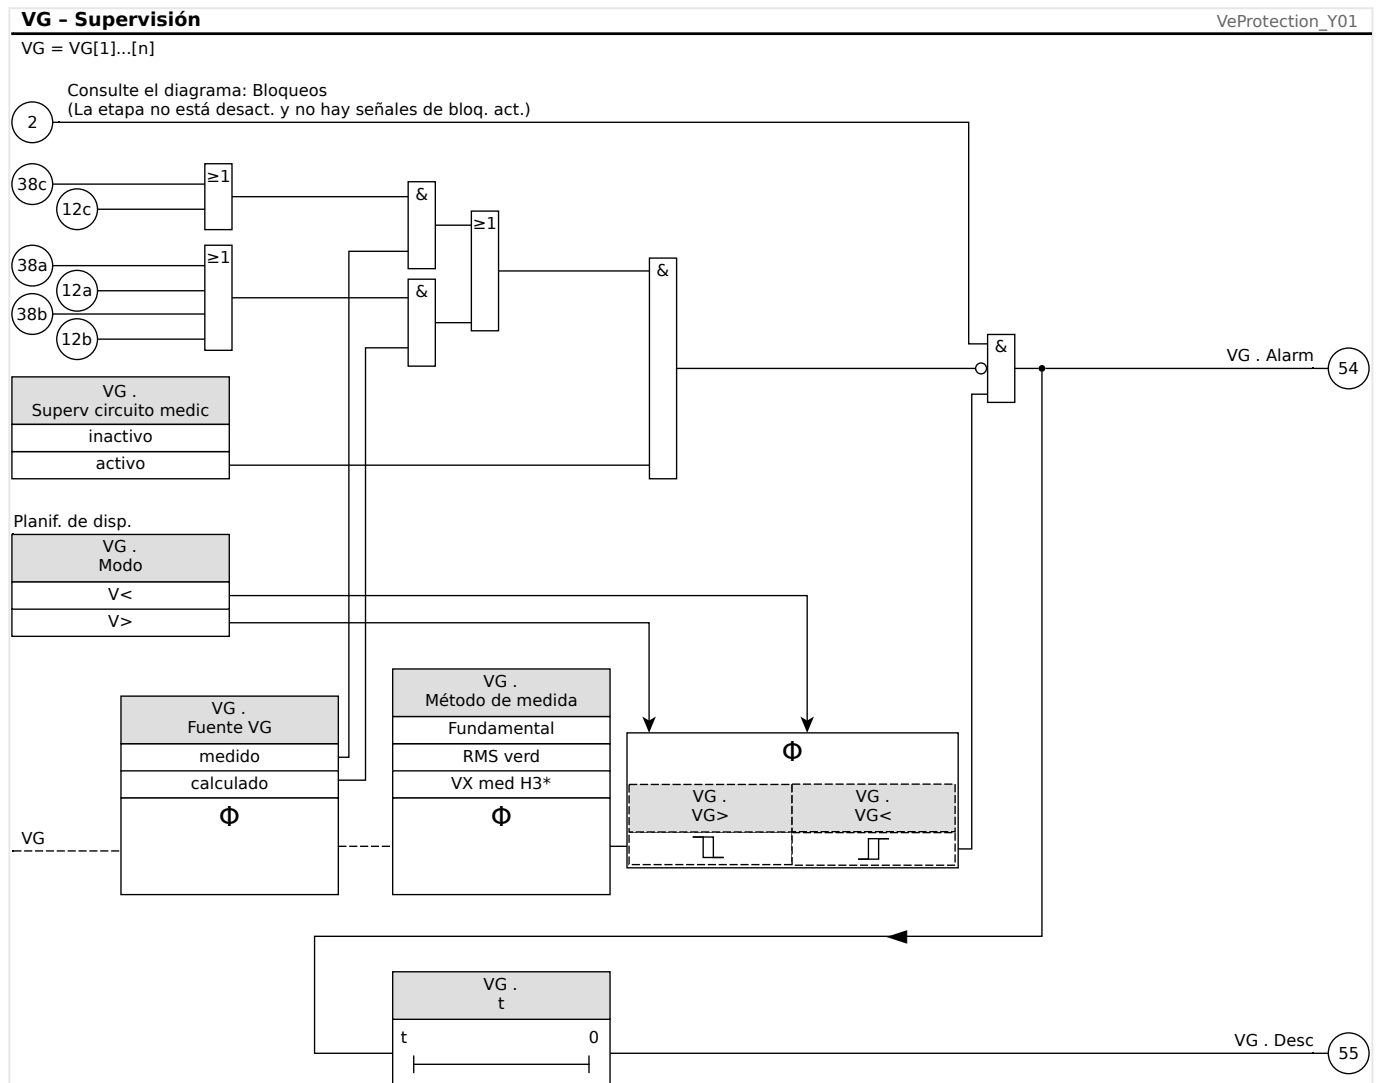 VG – Supervisión
VeProtection_Y01
VG = VG[1]...[n]
Consulte el diagrama: Bloqueos
(La etapa no está desact. y no hay señales de bloq. act.)
2
38c
12c
≥1
&
≥1
38a
12a
38b
12b
≥1
&
&
&
VG . Alarm
54
VG .
Superv circuito medic
inactivo
activo
Planif. de disp.
VG .
Modo
V<
V>
VG .
Fuente VG
medido
calculado
Φ
VG
VG .
Método de medida
Fundamental
RMS verd
VX med H3*
Φ
Φ
VG .
VG>
VG .
VG<
VG .
t
t
0
VG . Desc
55